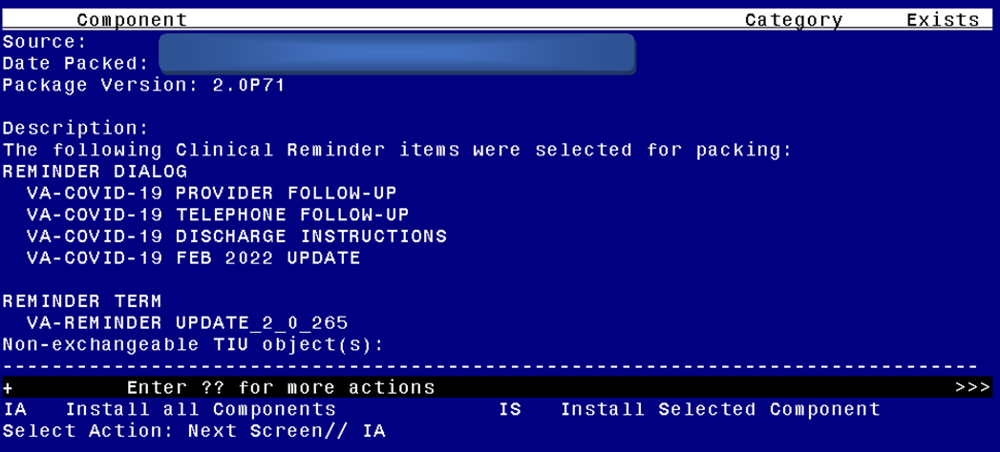 Component Category Exists
Source:
Date Packed:
Package Version: 2.0P71
Description:
The following Clinical Reminder items were selected for packing:
REMINDER DIALOG
VA-COVID-19 PROVIDER FOLLOW-UP
VA-COVID-19 TELEPHONE FOLLOW-UP
VA-COVID-19 DISCHARGE INSTRUCTIONS
VA-COVID-19 FEB 2022 UPDATE
REMINDER TERM
VA-REMINDER UPDATE_2_0_265
Non-exchangeable TIU object(s):
-------------------------------------------------------------------------------
+ Enter ?? for more actions >>>
IA Install all Components IS Install Selected Component
Select Action: Next Screen// IA